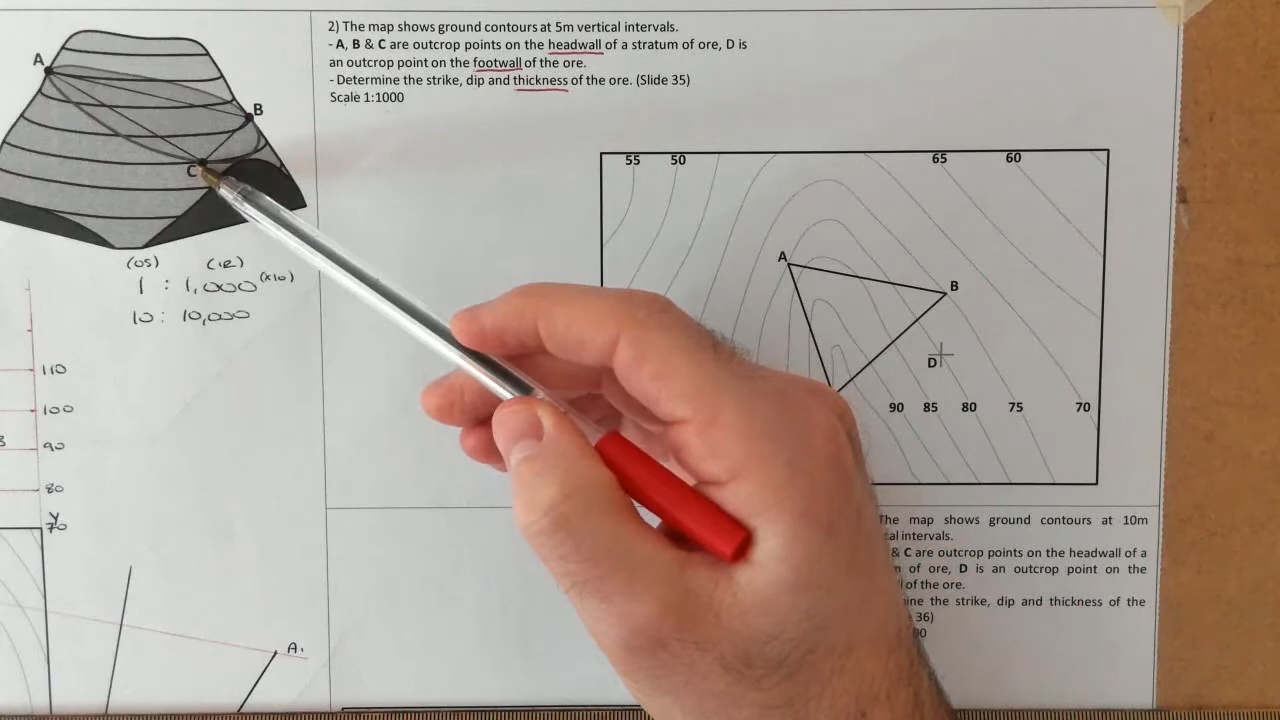 2) The map shows ground contours at 5m vertical intervals.
- A, B & C are outcrop points on the headwall of a stratum of ore, D is
an outcrop point on the footwall of the ore.
- Determine the strike, dip and thickness of the ore. (Slide 35)
Scale 1:1000
A
B
C
(OS) (IR)
1 : 1,000 (x10)
10 : 10,000
110
100
90
80
70
Y
A1
55 50 65 60
A
B
D
90 85 80 75 70
The map shows ground contours at 10m
intervals.
& C are outcrop points on the headwall of a
of ore, D is an outcrop point on the
of the ore.
the strike, dip and thickness of the
36)